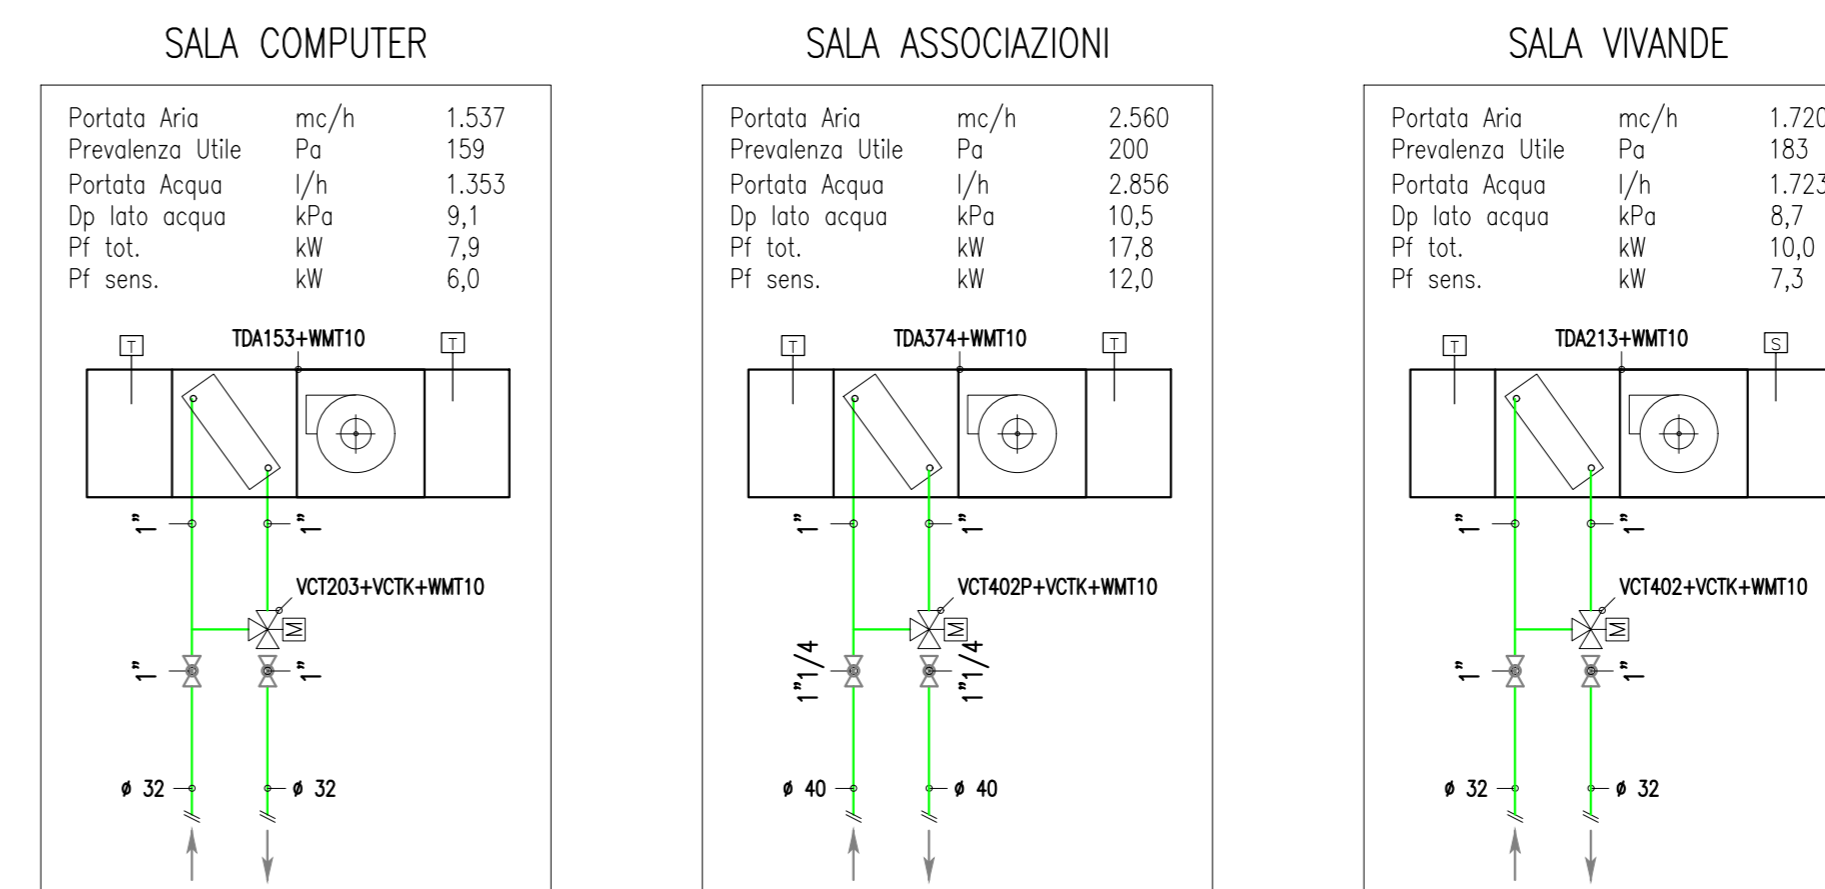 SALA COMPUTER
Portata Aria mc/h 1.537
Prevalenza Utile Pa 159
Portata Acqua l/h 1.353
Dp lato acqua kPa 9,1
Pf tot. kW 7,9
Pf sens. kW 6,0
TDA153+WMT10
T T
1" 1"
VCT203+VCTK+WMT10
M
1" 1"
ø 32 ø 32
SALA ASSOCIAZIONI
Portata Aria mc/h 2.560
Prevalenza Utile Pa 200
Portata Acqua l/h 2.856
Dp lato acqua kPa 10,5
Pf tot. kW 17,8
Pf sens. kW 12,0
TDA374+WMT10
T T
1" 1"
VCT402P+VCTK+WMT10
M
1"1/4 1"1/4
ø 40 ø 40
SALA VIVANDE
Portata Aria mc/h 1.720
Prevalenza Utile Pa 183
Portata Acqua l/h 1.723
Dp lato acqua kPa 8,7
Pf tot. kW 10,0
Pf sens. kW 7,3
TDA213+WMT10
T S
1" 1"
VCT402+VCTK+WMT10
M
1" 1"
ø 32 ø 32